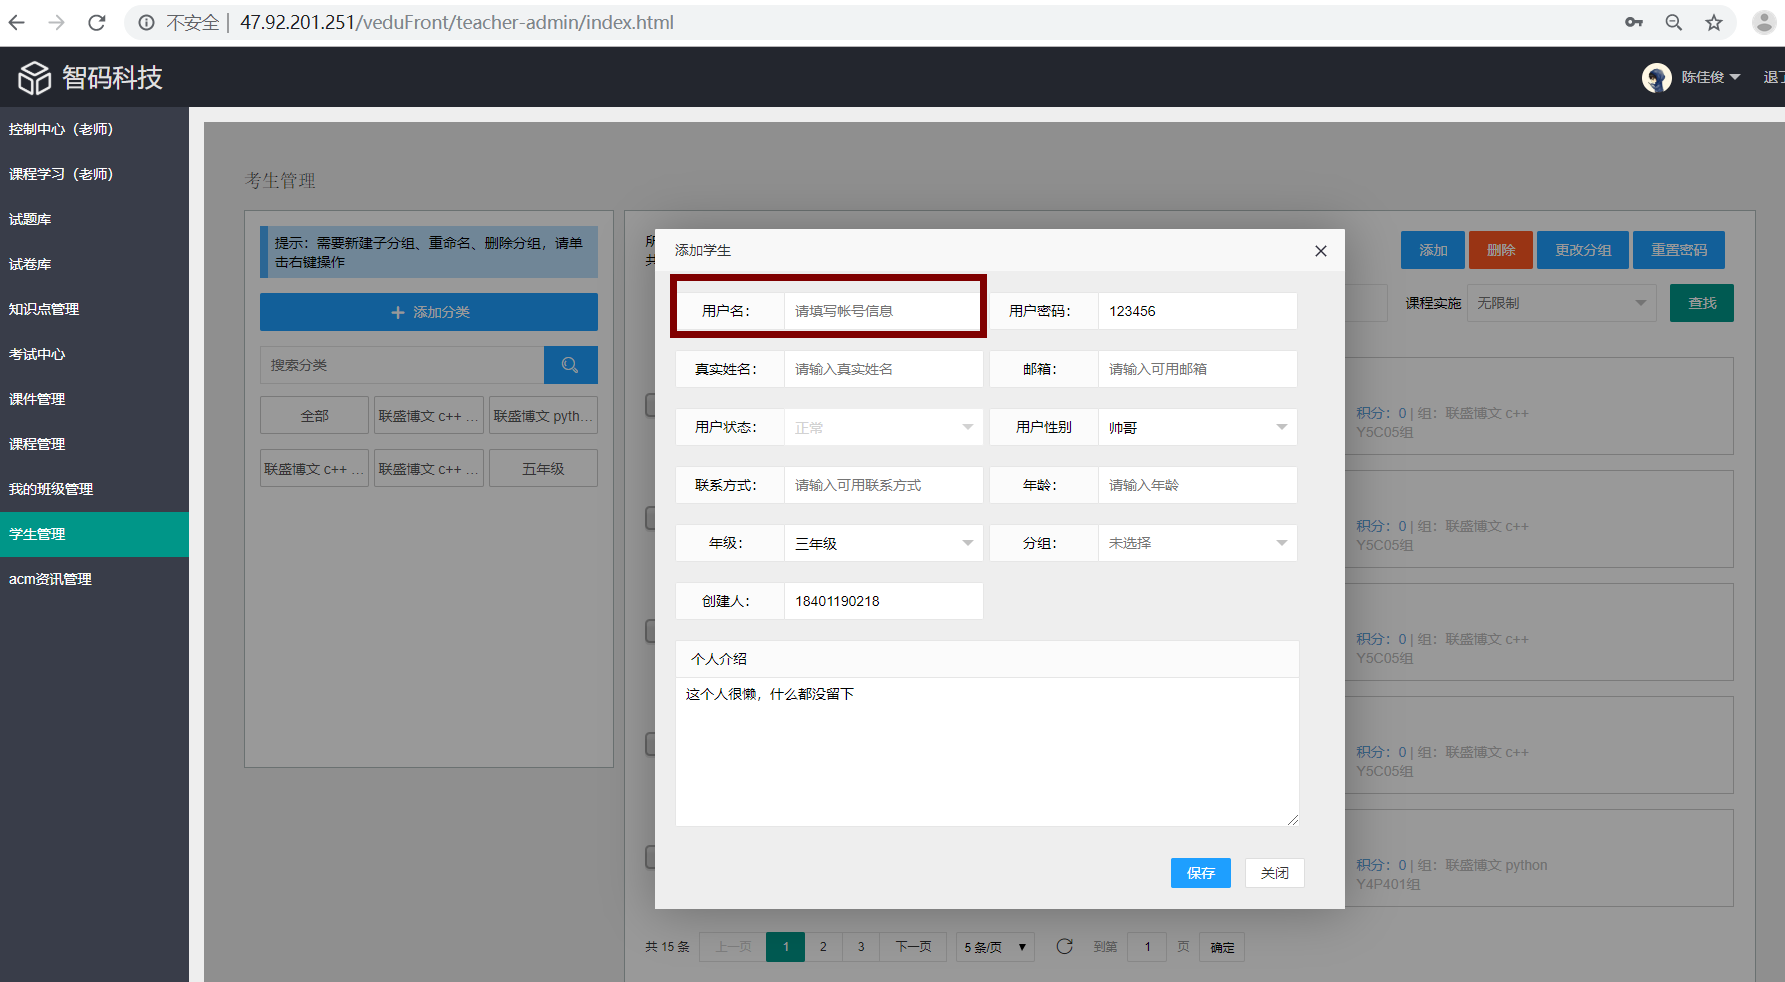 不安全 | 47.92.201.251/veduFront/teacher-admin/index.html
智码科技
陈佳俊
控制中心（老师）
课程学习（老师）
试题库
试卷库
知识点管理
考试中心
课件管理
课程管理
我的班级管理
学生管理
acm资讯管理
考生管理
提示：需要新建子分组、重命名、删除分组，请单
击右键操作
添加分类
搜索分类
全部 联盛博文 c++ ... 联盛博文 pyth...
联盛博文 c++ ... 联盛博文 c++ ... 五年级
添加 删除 更改分组 重置密码
课程实施 无限制 查找
添加学生
用户名： 请填写帐号信息 用户密码： 123456
真实姓名： 请输入真实姓名 邮箱： 请输入可用邮箱
用户状态： 正常 用户性别 帅哥
联系方式： 请输入可用联系方式 年龄： 请输入年龄
年级： 三年级 分组： 未选择
创建人： 18401190218
个人介绍
这个人很懒，什么都没留下
保存 关闭
积分：0 | 组：联盛博文 c++
Y5C05组
积分：0 | 组：联盛博文 c++
Y5C05组
积分：0 | 组：联盛博文 c++
Y5C05组
积分：0 | 组：联盛博文 c++
Y5C05组
积分：0 | 组：联盛博文 python
Y4P401组
共 15 条 上一页 1 2 3 下一页 5 条/页 到第 1 页 确定